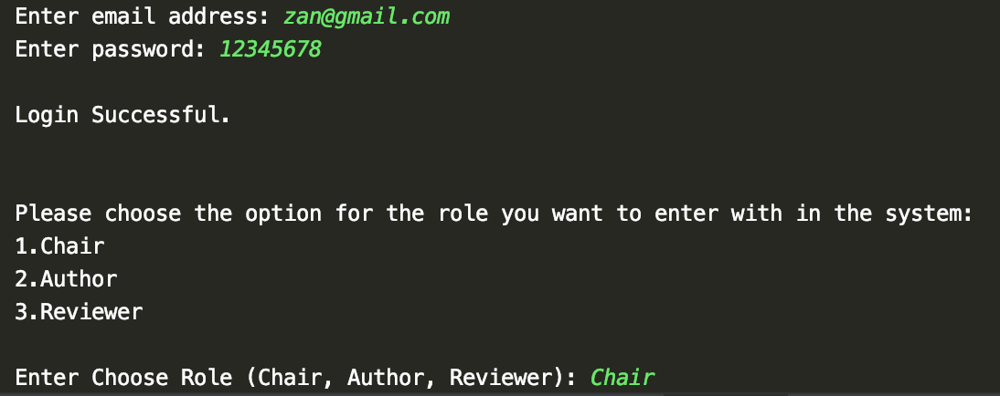 Enter email address: zan@gmail.com
Enter password: 12345678
Login Successful.
Please choose the option for the role you want to enter with in the system:
1.Chair
2.Author
3.Reviewer
Enter Choose Role (Chair, Author, Reviewer): Chair